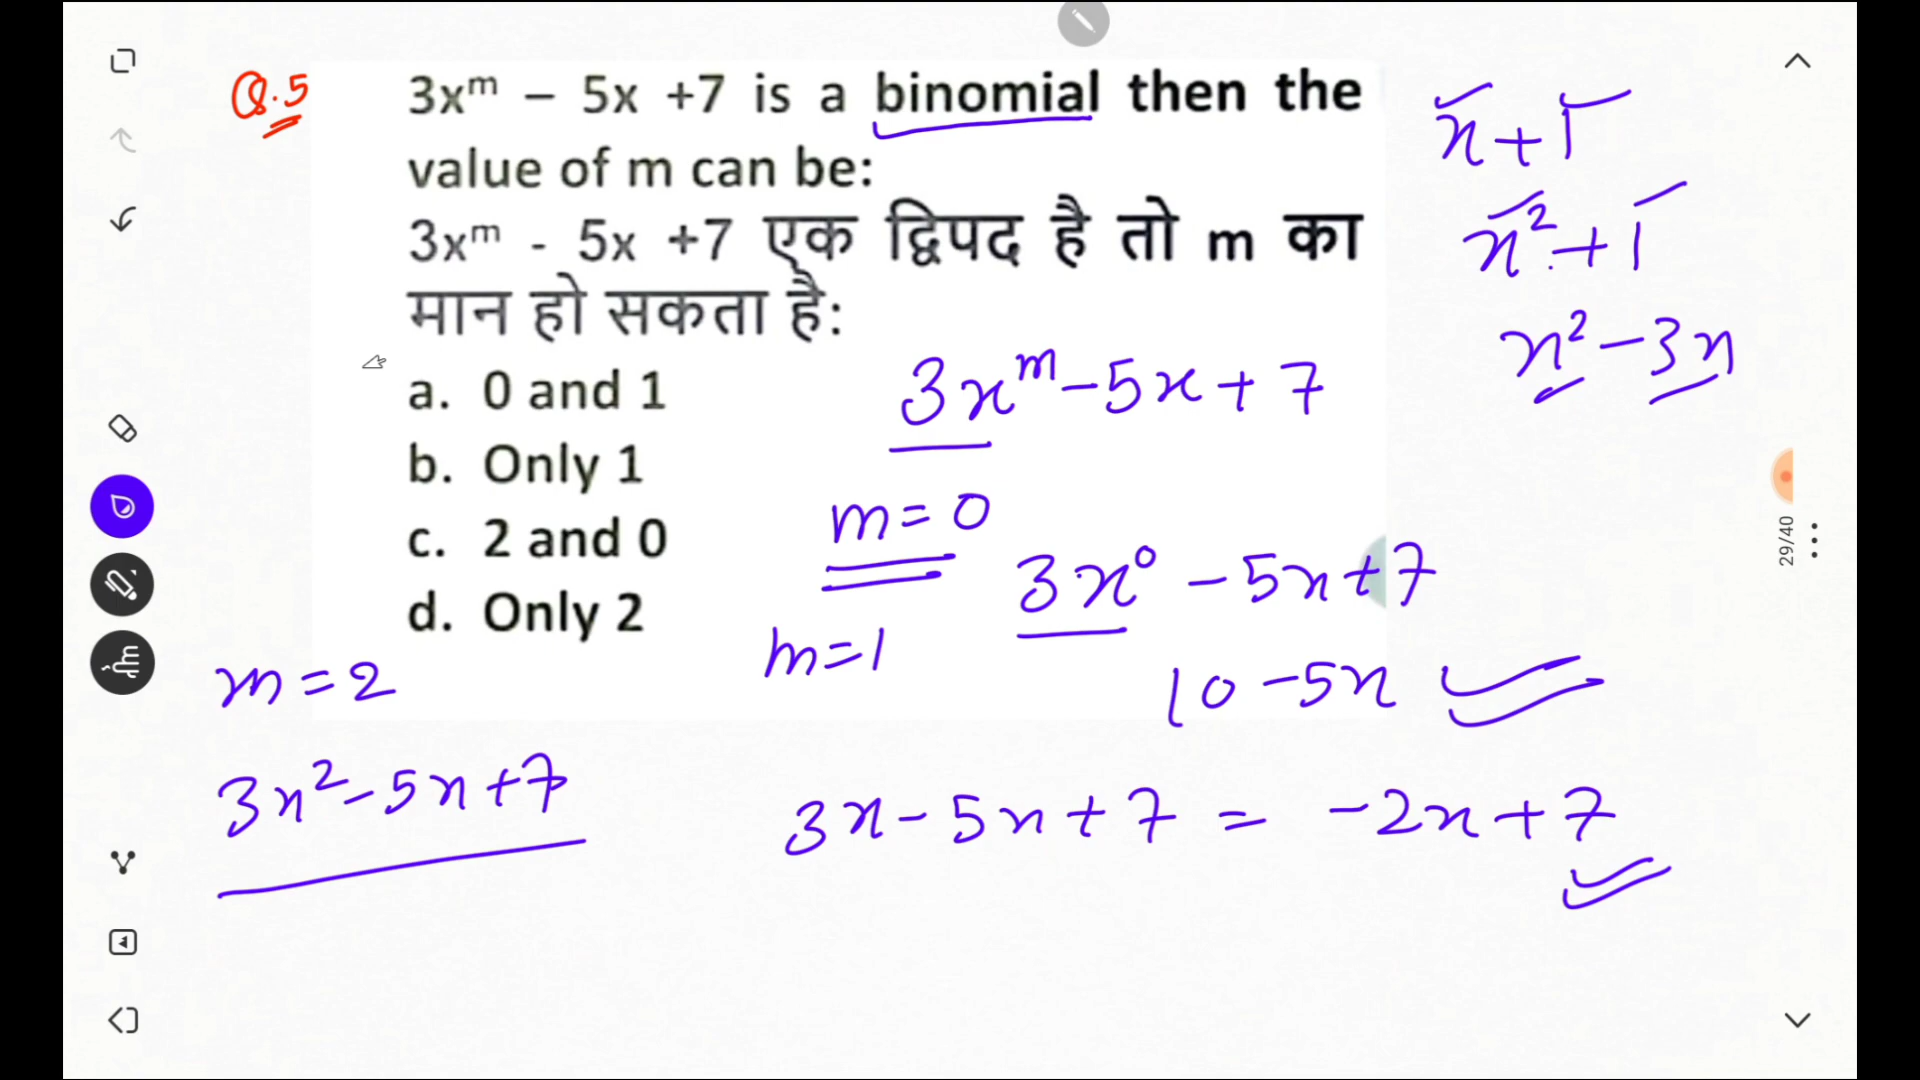 Q.5
3xᵐ – 5x +7 is a binomial then the
value of m can be:
3xᵐ - 5x +7 एक द्विपद है तो m का
मान हो सकता है:
a. 0 and 1
b. Only 1
c. 2 and 0
d. Only 2
x+1
x²+1
x²-3x
3xᵐ-5x+7
m=0
3x⁰-5x+7
m=1
10-5x
m=2
3x²-5x+7
3x-5x+7 = -2x+7
29/40